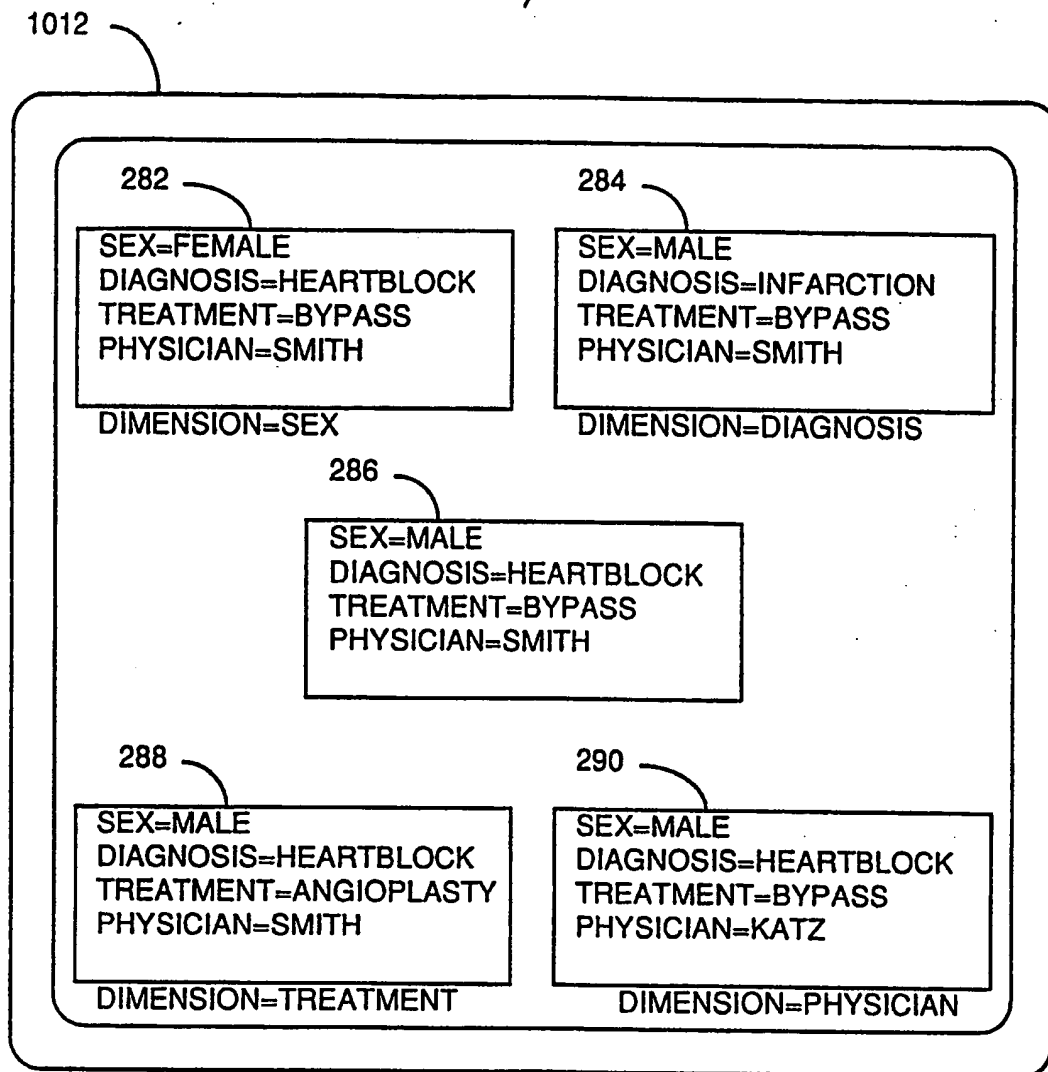 1012
282
SEX=FEMALE
DIAGNOSIS=HEARTBLOCK
TREATMENT=BYPASS
PHYSICIAN=SMITH
DIMENSION=SEX
284
SEX=MALE
DIAGNOSIS=INFARCTION
TREATMENT=BYPASS
PHYSICIAN=SMITH
DIMENSION=DIAGNOSIS
286
SEX=MALE
DIAGNOSIS=HEARTBLOCK
TREATMENT=BYPASS
PHYSICIAN=SMITH
288
SEX=MALE
DIAGNOSIS=HEARTBLOCK
TREATMENT=ANGIOPLASTY
PHYSICIAN=SMITH
DIMENSION=TREATMENT
290
SEX=MALE
DIAGNOSIS=HEARTBLOCK
TREATMENT=BYPASS
PHYSICIAN=KATZ
DIMENSION=PHYSICIAN